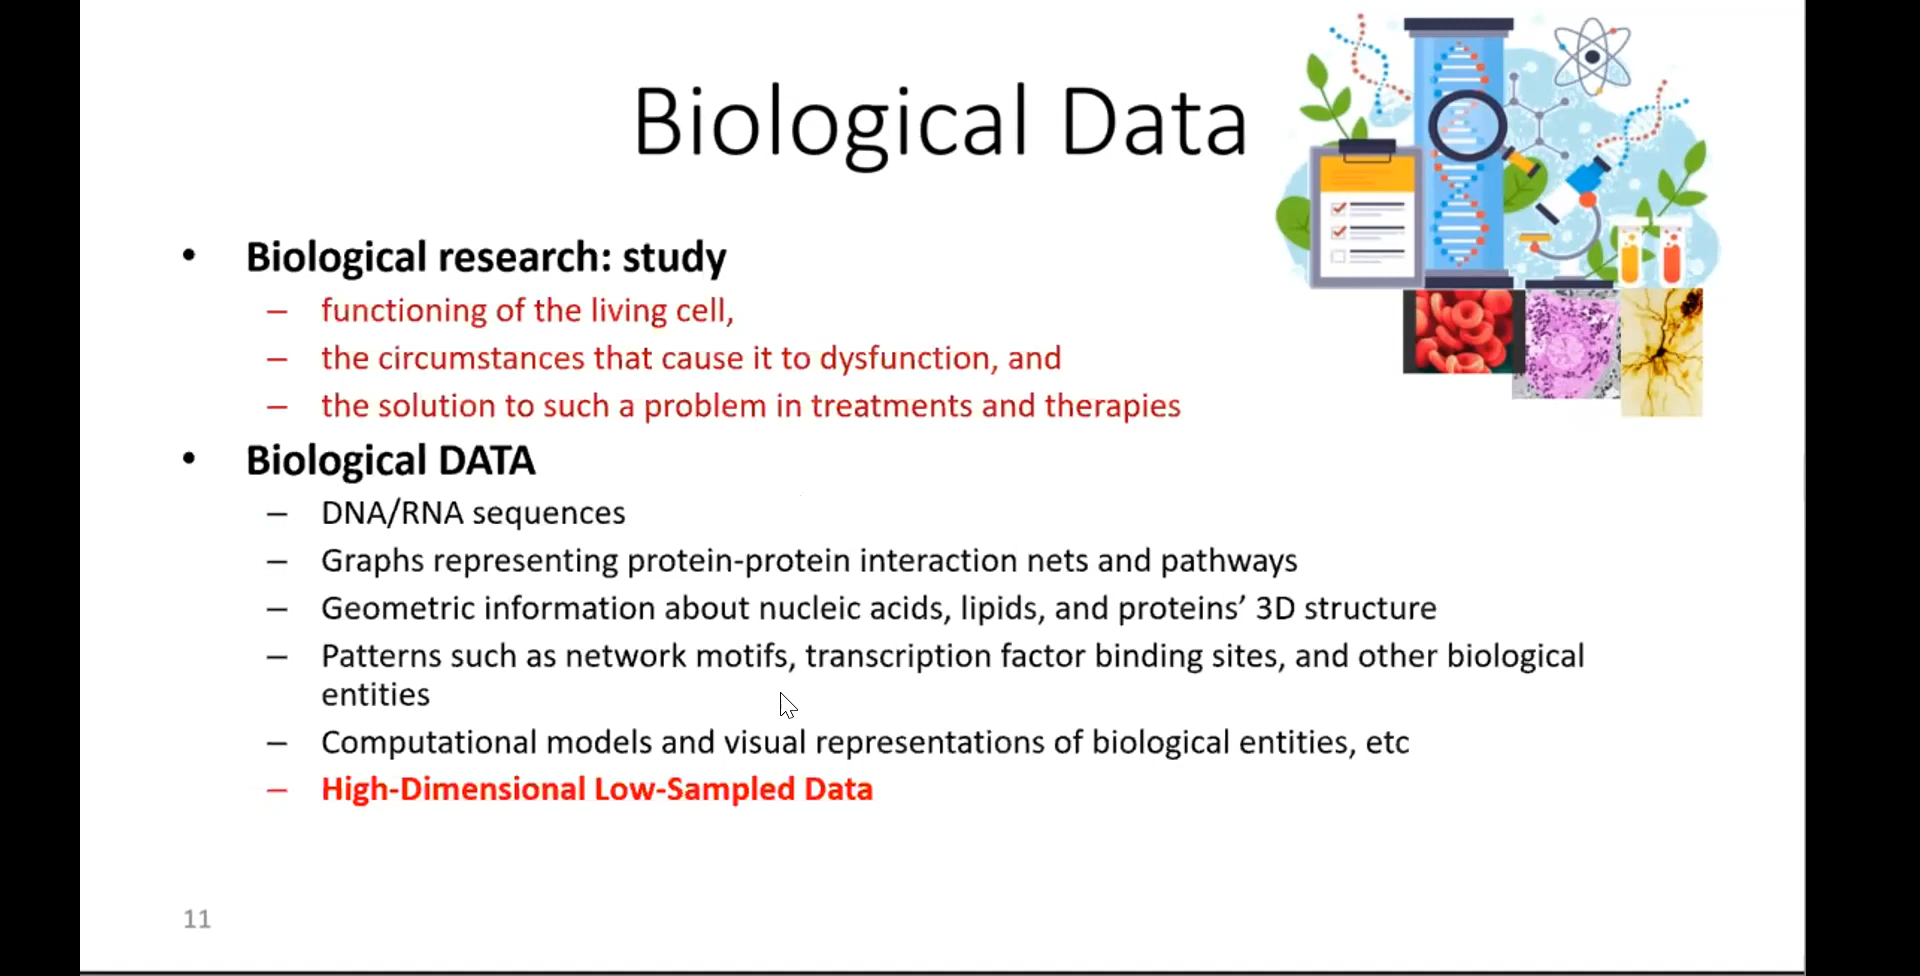 Biological Data
• Biological research: study
– functioning of the living cell,
– the circumstances that cause it to dysfunction, and
– the solution to such a problem in treatments and therapies
• Biological DATA
– DNA/RNA sequences
– Graphs representing protein-protein interaction nets and pathways
– Geometric information about nucleic acids, lipids, and proteins’ 3D structure
– Patterns such as network motifs, transcription factor binding sites, and other biological
entities
– Computational models and visual representations of biological entities, etc
– High-Dimensional Low-Sampled Data
11